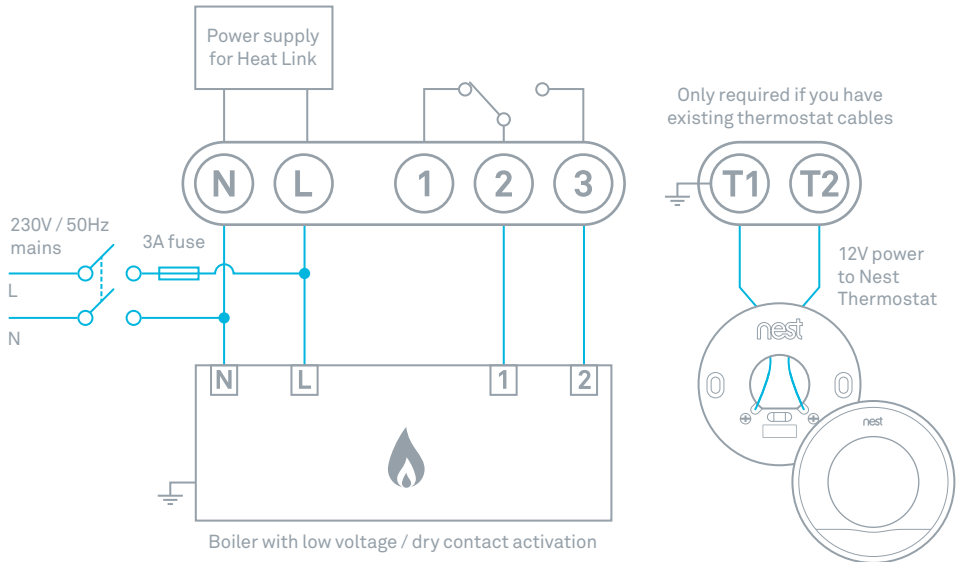 Power supply
for Heat Link
Only required if you have
existing thermostat cables
N L 1 2 3
T1 T2
230V / 50Hz
mains
3A fuse
L
N
12V power
to Nest
Thermostat
nest
N L 1 2
nest
Boiler with low voltage / dry contact activation